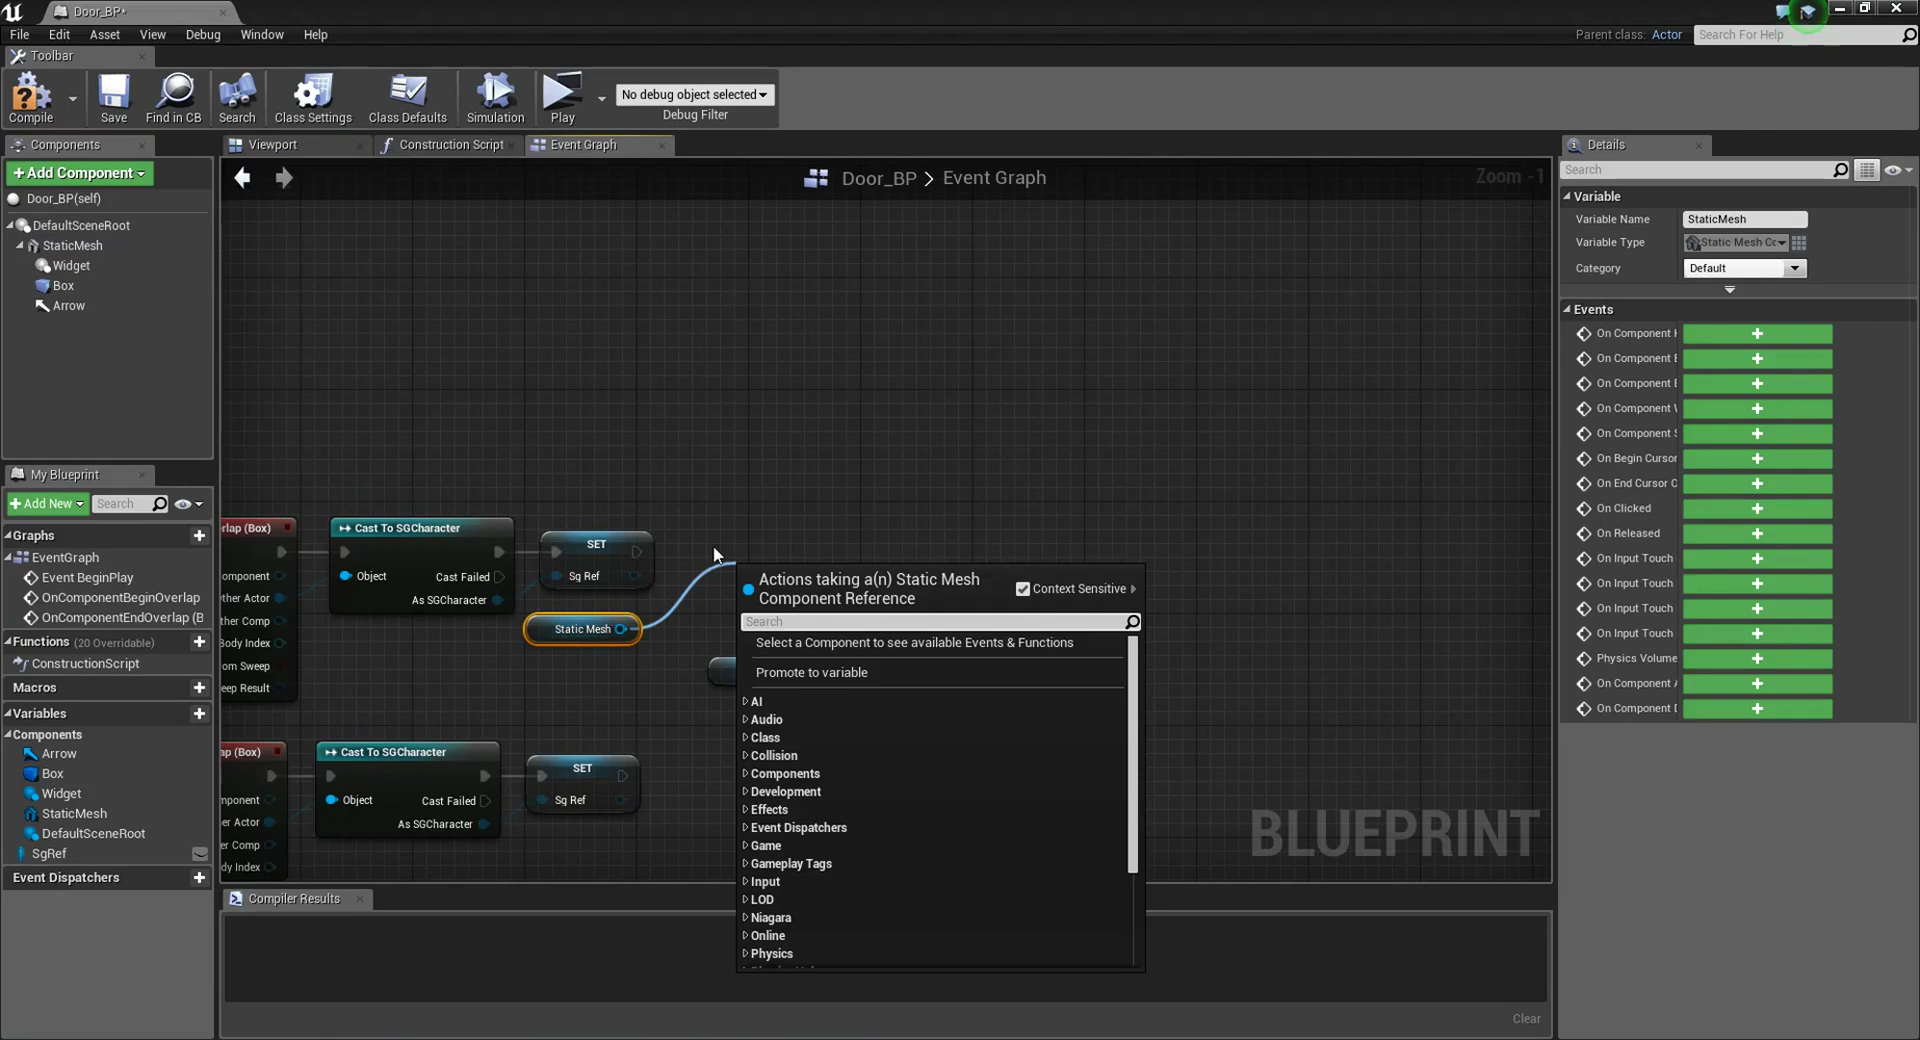 Door_BP*
File Edit Asset View Debug Window Help
Parent class: Actor
Search For Help
Toolbar
Compile
Save
Find in CB
Search
Class Settings
Class Defaults
Simulation
Play
No debug object selected
Debug Filter
Components
+Add Component
Door_BP(self)
DefaultSceneRoot
StaticMesh
Widget
Box
Arrow
My Blueprint
+Add New
Search
Graphs
EventGraph
Event BeginPlay
OnComponentBeginOverlap
OnComponentEndOverlap (B
Functions (20 Overridable)
ConstructionScript
Macros
Variables
Components
Arrow
Box
Widget
StaticMesh
DefaultSceneRoot
SgRef
Event Dispatchers
Viewport
Construction Script
Event Graph
Door_BP > Event Graph
Zoom -1
rlap (Box)
omponent
ther Actor
ther Comp
Body Index
om Sweep
eep Result
Cast To SGCharacter
Object
Cast Failed
As SGCharacter
SET
Sg Ref
Static Mesh
ap (Box)
mponent
er Actor
er Comp
dy Index
Cast To SGCharacter
Object
Cast Failed
As SGCharacter
SET
Sg Ref
Actions taking a(n) Static Mesh
Component Reference
Context Sensitive
Search
Select a Component to see available Events & Functions
Promote to variable
AI
Audio
Class
Collision
Components
Development
Effects
Event Dispatchers
Game
Gameplay Tags
Input
LOD
Niagara
Online
Physics
BLUEPRINT
Compiler Results
Clear
Details
Search
Variable
Variable Name StaticMesh
Variable Type Static Mesh Co
Category Default
Events
On Component H
On Component E
On Component E
On Component W
On Component S
On Begin Cursor
On End Cursor O
On Clicked
On Released
On Input Touch
On Input Touch
On Input Touch
On Input Touch
Physics Volume
On Component A
On Component D